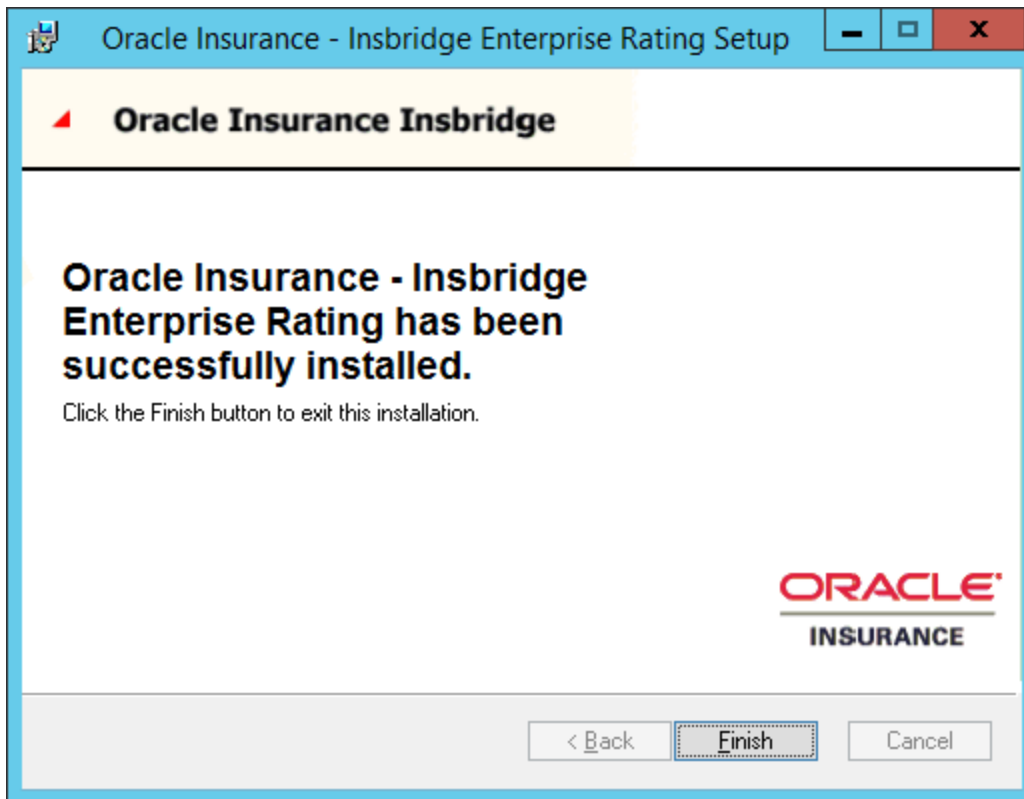 Oracle Insurance - Insbridge Enterprise Rating Setup
Oracle Insurance Insbridge
Oracle Insurance - Insbridge
Enterprise Rating has been
successfully installed.
Click the Finish button to exit this installation.
ORACLE
INSURANCE
< Back Finish Cancel